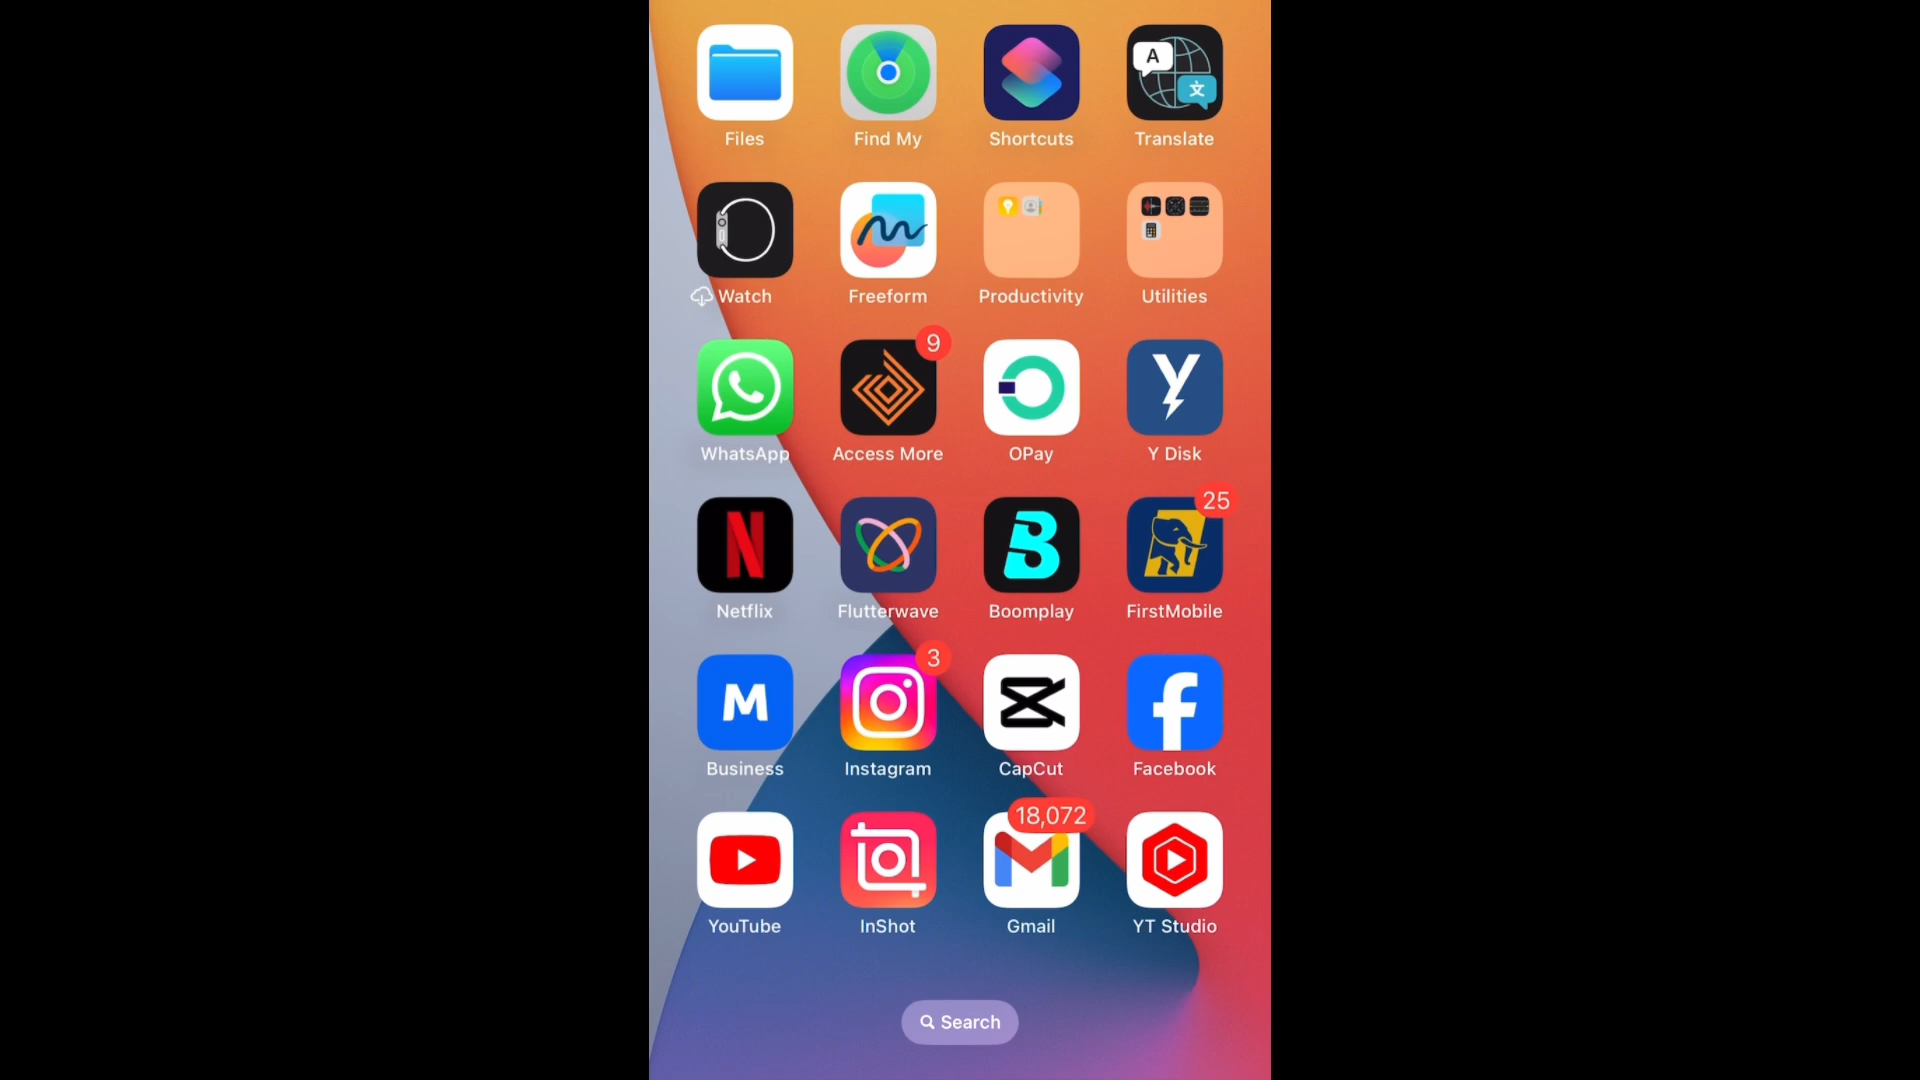 A
文
Files Find My Shortcuts Translate
Watch Freeform Productivity Utilities
9
WhatsApp Access More OPay Y Disk
25
Netflix Flutterwave Boomplay FirstMobile
3
M
Business Instagram CapCut Facebook
18,072
YouTube InShot Gmail YT Studio
Search